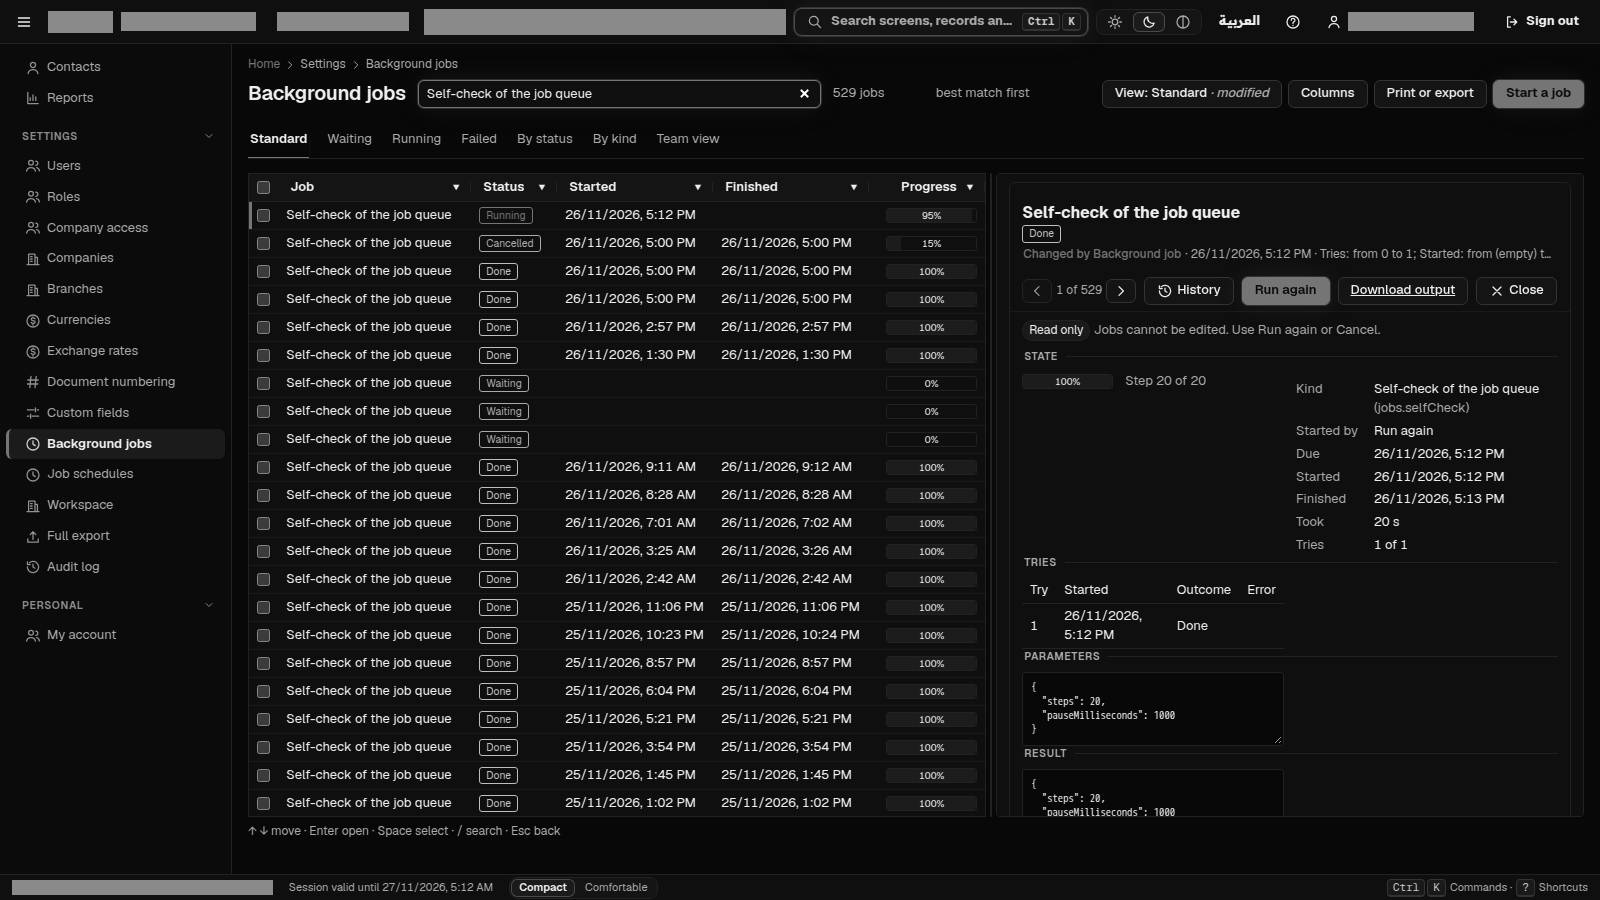 Search screens, records an... Ctrl K
العربية
Sign out
Contacts
Reports
SETTINGS
Users
Roles
Company access
Companies
Branches
Currencies
Exchange rates
Document numbering
Custom fields
Background jobs
Job schedules
Workspace
Full export
Audit log
PERSONAL
My account
Home > Settings > Background jobs
Background jobs
Self-check of the job queue
529 jobs
best match first
View: Standard · modified
Columns
Print or export
Start a job
Standard Waiting Running Failed By status By kind Team view
Job Status Started Finished Progress
Self-check of the job queue Running 26/11/2026, 5:12 PM 95%
Self-check of the job queue Cancelled 26/11/2026, 5:00 PM 26/11/2026, 5:00 PM 15%
Self-check of the job queue Done 26/11/2026, 5:00 PM 26/11/2026, 5:00 PM 100%
Self-check of the job queue Done 26/11/2026, 5:00 PM 26/11/2026, 5:00 PM 100%
Self-check of the job queue Done 26/11/2026, 2:57 PM 26/11/2026, 2:57 PM 100%
Self-check of the job queue Done 26/11/2026, 1:30 PM 26/11/2026, 1:30 PM 100%
Self-check of the job queue Waiting 0%
Self-check of the job queue Waiting 0%
Self-check of the job queue Waiting 0%
Self-check of the job queue Done 26/11/2026, 9:11 AM 26/11/2026, 9:12 AM 100%
Self-check of the job queue Done 26/11/2026, 8:28 AM 26/11/2026, 8:28 AM 100%
Self-check of the job queue Done 26/11/2026, 7:01 AM 26/11/2026, 7:02 AM 100%
Self-check of the job queue Done 26/11/2026, 3:25 AM 26/11/2026, 3:26 AM 100%
Self-check of the job queue Done 26/11/2026, 2:42 AM 26/11/2026, 2:42 AM 100%
Self-check of the job queue Done 25/11/2026, 11:06 PM 25/11/2026, 11:06 PM 100%
Self-check of the job queue Done 25/11/2026, 10:23 PM 25/11/2026, 10:24 PM 100%
Self-check of the job queue Done 25/11/2026, 8:57 PM 25/11/2026, 8:57 PM 100%
Self-check of the job queue Done 25/11/2026, 6:04 PM 25/11/2026, 6:04 PM 100%
Self-check of the job queue Done 25/11/2026, 5:21 PM 25/11/2026, 5:21 PM 100%
Self-check of the job queue Done 25/11/2026, 3:54 PM 25/11/2026, 3:54 PM 100%
Self-check of the job queue Done 25/11/2026, 1:45 PM 25/11/2026, 1:45 PM 100%
Self-check of the job queue Done 25/11/2026, 1:02 PM 25/11/2026, 1:02 PM 100%
↑↓ move · Enter open · Space select · / search · Esc back
Self-check of the job queue
Done
Changed by Background job · 26/11/2026, 5:12 PM · Tries: from 0 to 1; Started: from (empty) t...
1 of 529
History
Run again
Download output
Close
Read only Jobs cannot be edited. Use Run again or Cancel.
STATE
100% Step 20 of 20
Kind Self-check of the job queue
(jobs.selfCheck)
Started by Run again
Due 26/11/2026, 5:12 PM
Started 26/11/2026, 5:12 PM
Finished 26/11/2026, 5:13 PM
Took 20 s
Tries 1 of 1
TRIES
Try Started Outcome Error
1 26/11/2026, 5:12 PM Done
PARAMETERS
{
"steps": 20,
"pauseMilliseconds": 1000
}
RESULT
{
"steps": 20,
"pauseMilliseconds": 1000
Session valid until 27/11/2026, 5:12 AM
Compact Comfortable
Ctrl K Commands · ? Shortcuts